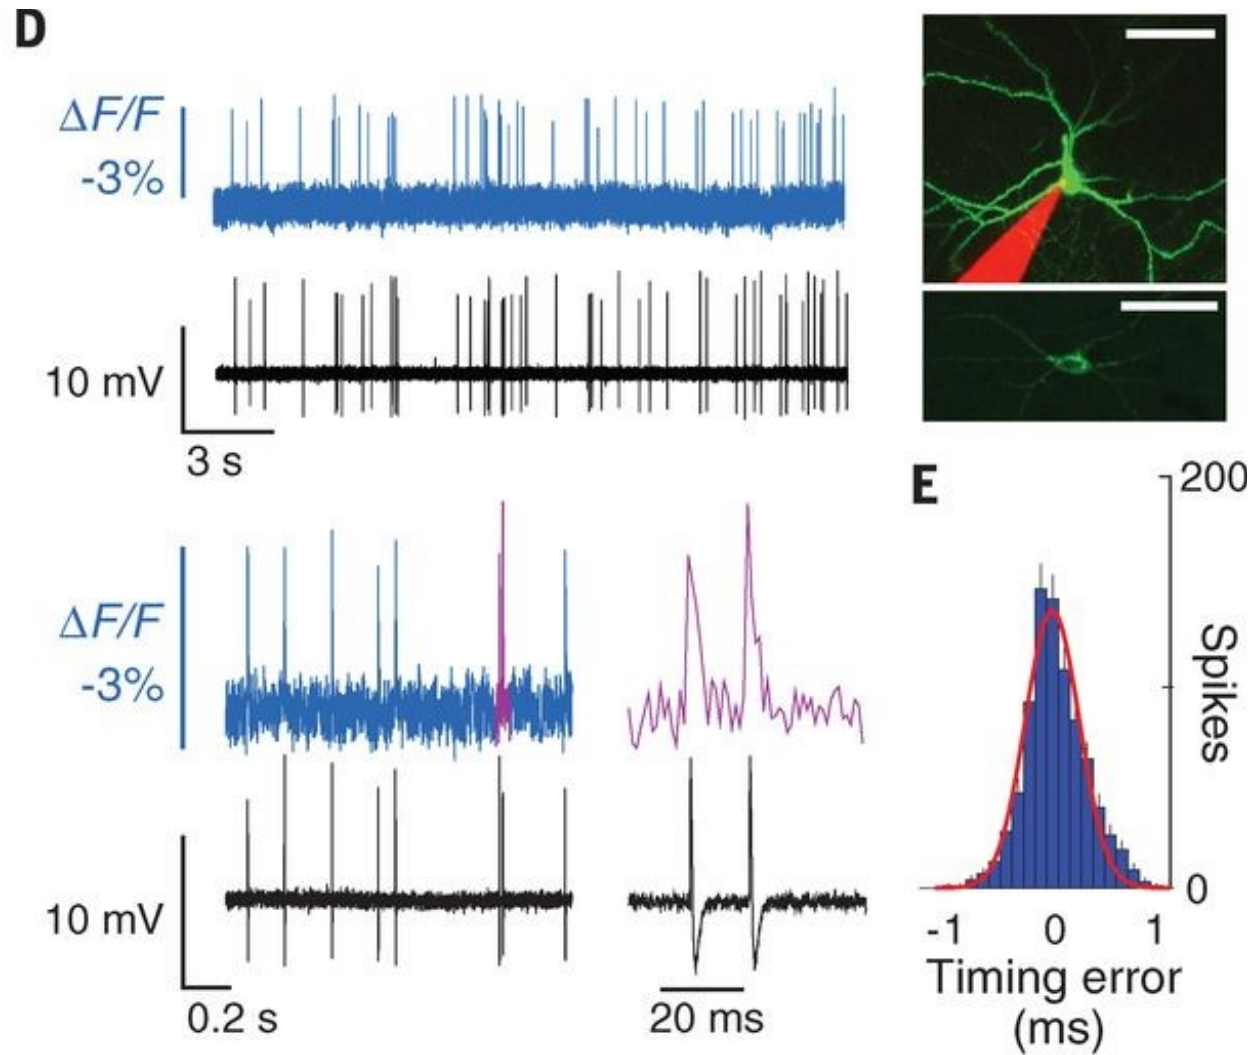 D
ΔF/F
-3%
10 mV
3 s
ΔF/F
-3%
10 mV
0.2 s
20 ms
E
200
Spikes
0
-1 0 1
Timing error
(ms)